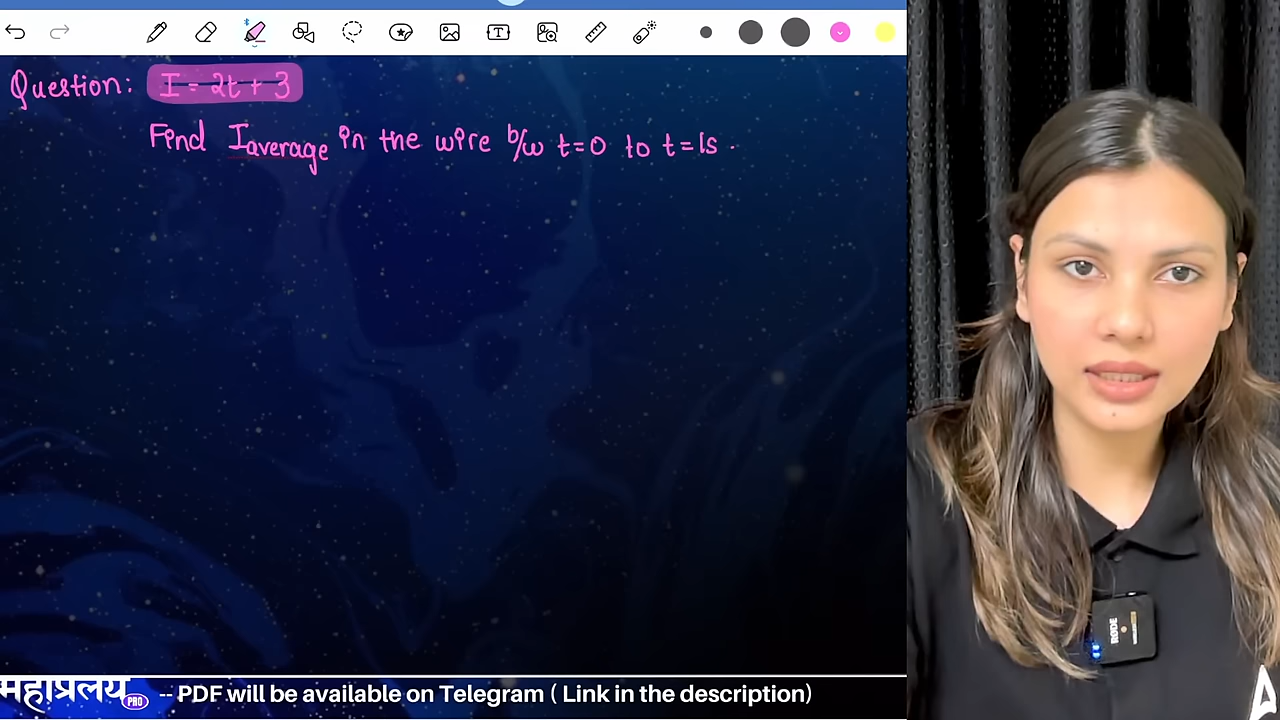 Question: I = 2t + 3
Find Iaverage in the wire b/w t=0 to t=1s.
महाप्रलय PRO -- PDF will be available on Telegram ( Link in the description)
RØDE